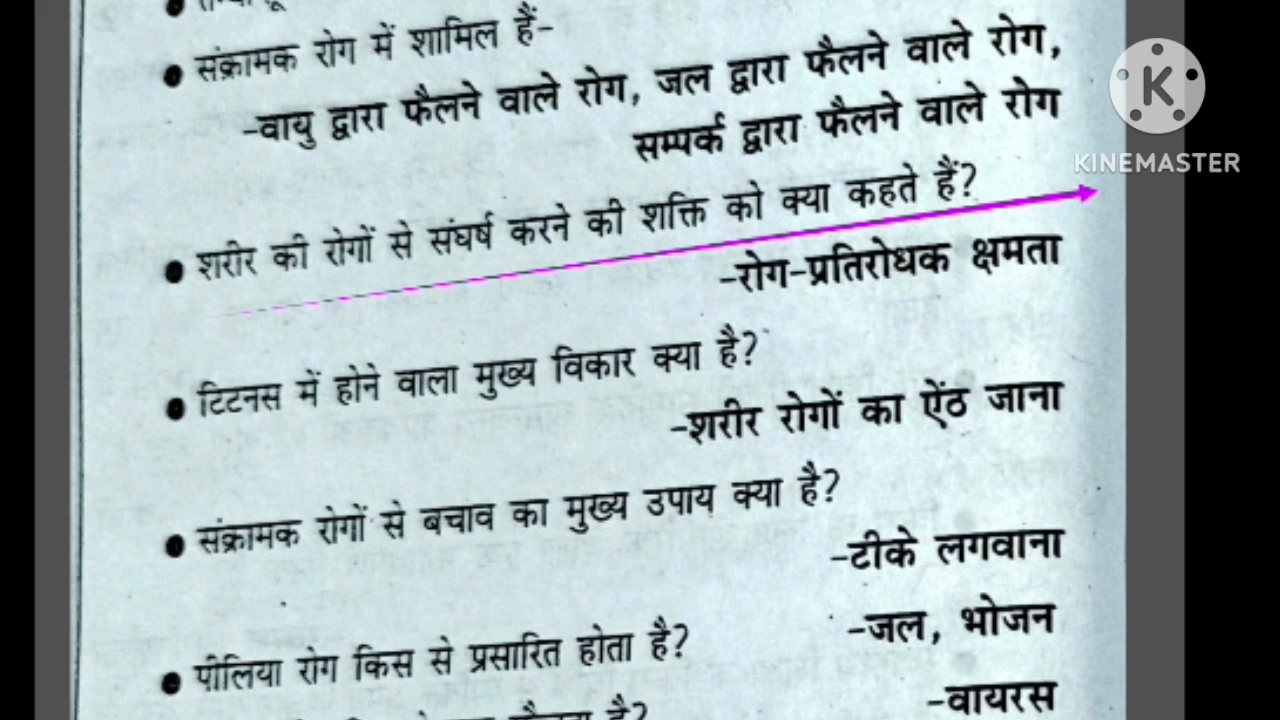 • संक्रामक रोग में शामिल हैं-
-वायु द्वारा फैलने वाले रोग, जल द्वारा फैलने वाले रोग,
सम्पर्क द्वारा फैलने वाले रोग
• शरीर की रोगों से संघर्ष करने की शक्ति को क्या कहते हैं?
-रोग-प्रतिरोधक क्षमता
• टिटनस में होने वाला मुख्य विकार क्या है?
-शरीर रोगों का ऐंठ जाना
• संक्रामक रोगों से बचाव का मुख्य उपाय क्या है?
-टीके लगवाना
• पीलिया रोग किस से प्रसारित होता है?
-जल, भोजन
-वायरस
K
KINEMASTER